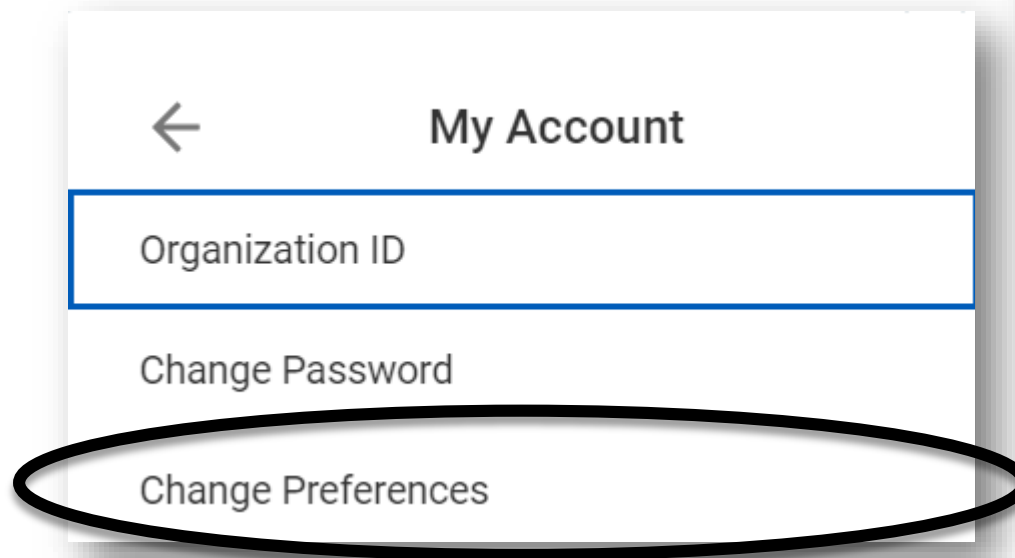 My Account
Organization ID
Change Password
Change Preferences